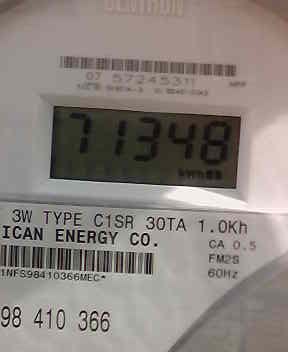 CENTRON
07 57245311
71348
3W TYPE C1SR 30TA 1.0Kh
ICAN ENERGY CO.
CA 0.5
FM2S
60Hz
1NFS98410366MEC*
98 410 366